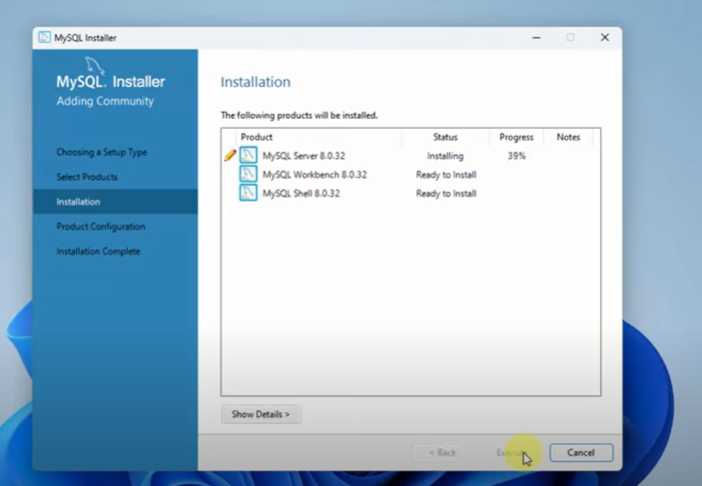 MySQL Installer
MySQL. Installer
Adding Community
Choosing a Setup Type
Select Products
Installation
Product Configuration
Installation Complete
Installation
The following products will be installed.
Product Status Progress Notes
MySQL Server 8.0.32 Installing 39%
MySQL Workbench 8.0.32 Ready to Install
MySQL Shell 8.0.32 Ready to Install
Show Details >
< Back Execute Cancel